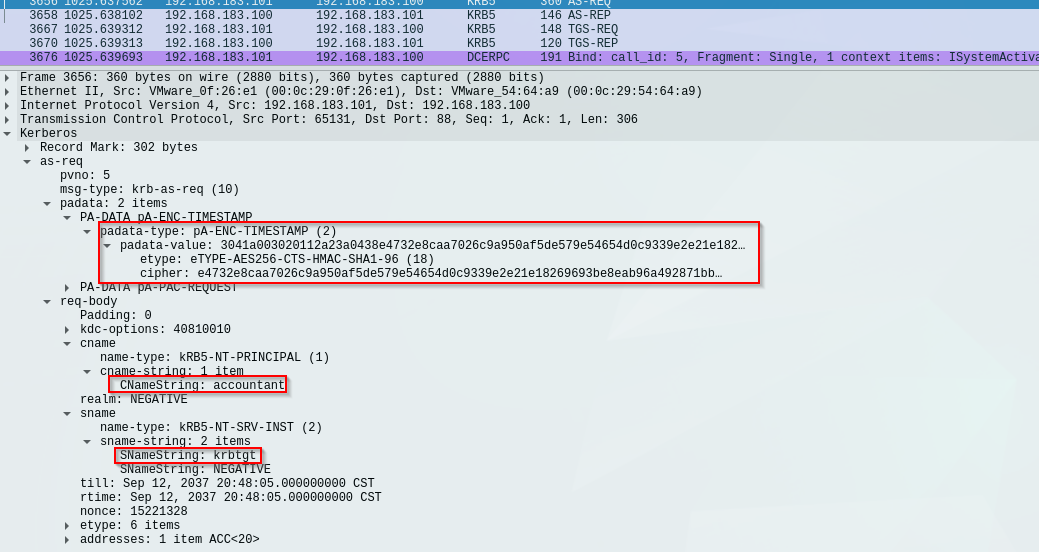 3656 1025.637562 192.168.183.101 192.168.183.100 KRB5 360 AS-REQ
3658 1025.638102 192.168.183.100 192.168.183.101 KRB5 146 AS-REP
3667 1025.639312 192.168.183.101 192.168.183.100 KRB5 148 TGS-REQ
3670 1025.639313 192.168.183.100 192.168.183.101 KRB5 120 TGS-REP
3676 1025.639693 192.168.183.101 192.168.183.100 DCERPC 191 Bind: call_id: 5, Fragment: Single, 1 context items: ISystemActiva
Frame 3656: 360 bytes on wire (2880 bits), 360 bytes captured (2880 bits)
Ethernet II, Src: VMware_0f:26:e1 (00:0c:29:0f:26:e1), Dst: VMware_54:64:a9 (00:0c:29:54:64:a9)
Internet Protocol Version 4, Src: 192.168.183.101, Dst: 192.168.183.100
Transmission Control Protocol, Src Port: 65131, Dst Port: 88, Seq: 1, Ack: 1, Len: 306
Kerberos
Record Mark: 302 bytes
as-req
pvno: 5
msg-type: krb-as-req (10)
padata: 2 items
PA-DATA pA-ENC-TIMESTAMP
padata-type: pA-ENC-TIMESTAMP (2)
padata-value: 3041a003020112a23a0438e4732e8caa7026c9a950af5de579e54654d0c9339e2e21e182…
etype: eTYPE-AES256-CTS-HMAC-SHA1-96 (18)
cipher: e4732e8caa7026c9a950af5de579e54654d0c9339e2e21e18269693be8eab96a492871bb…
PA-DATA pA-PAC-REQUEST
req-body
Padding: 0
kdc-options: 40810010
cname
name-type: kRB5-NT-PRINCIPAL (1)
cname-string: 1 item
CNameString: accountant
realm: NEGATIVE
sname
name-type: kRB5-NT-SRV-INST (2)
sname-string: 2 items
SNameString: krbtgt
SNameString: NEGATIVE
till: Sep 12, 2037 20:48:05.000000000 CST
rtime: Sep 12, 2037 20:48:05.000000000 CST
nonce: 15221328
etype: 6 items
addresses: 1 item ACC<20>